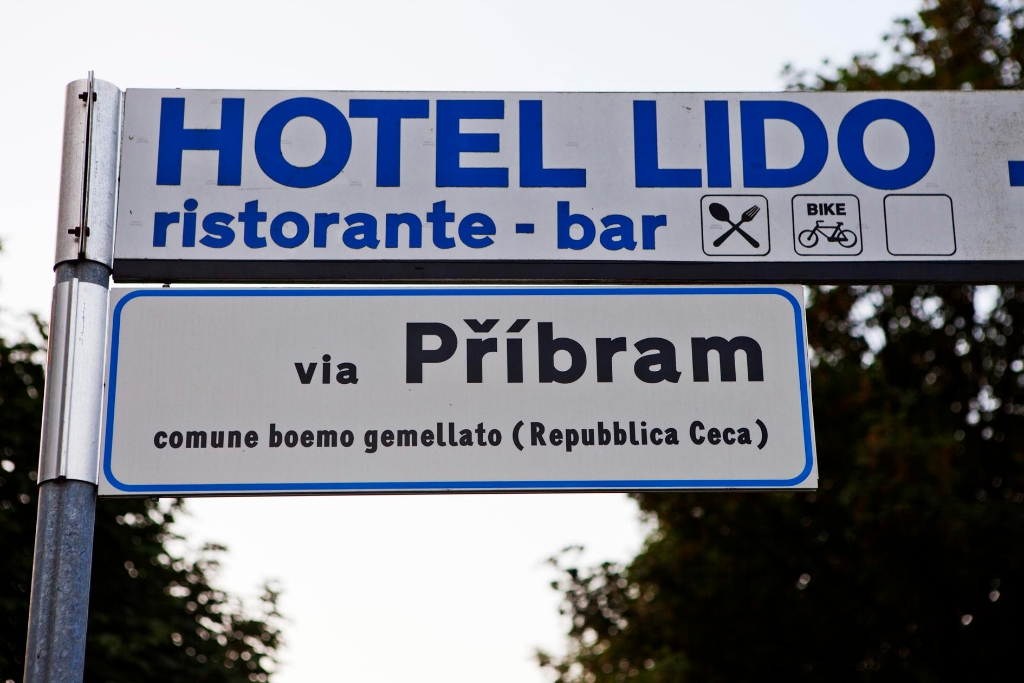 HOTEL LIDO
ristorante - bar
BIKE
via Příbram
comune boemo gemellato (Repubblica Ceca)